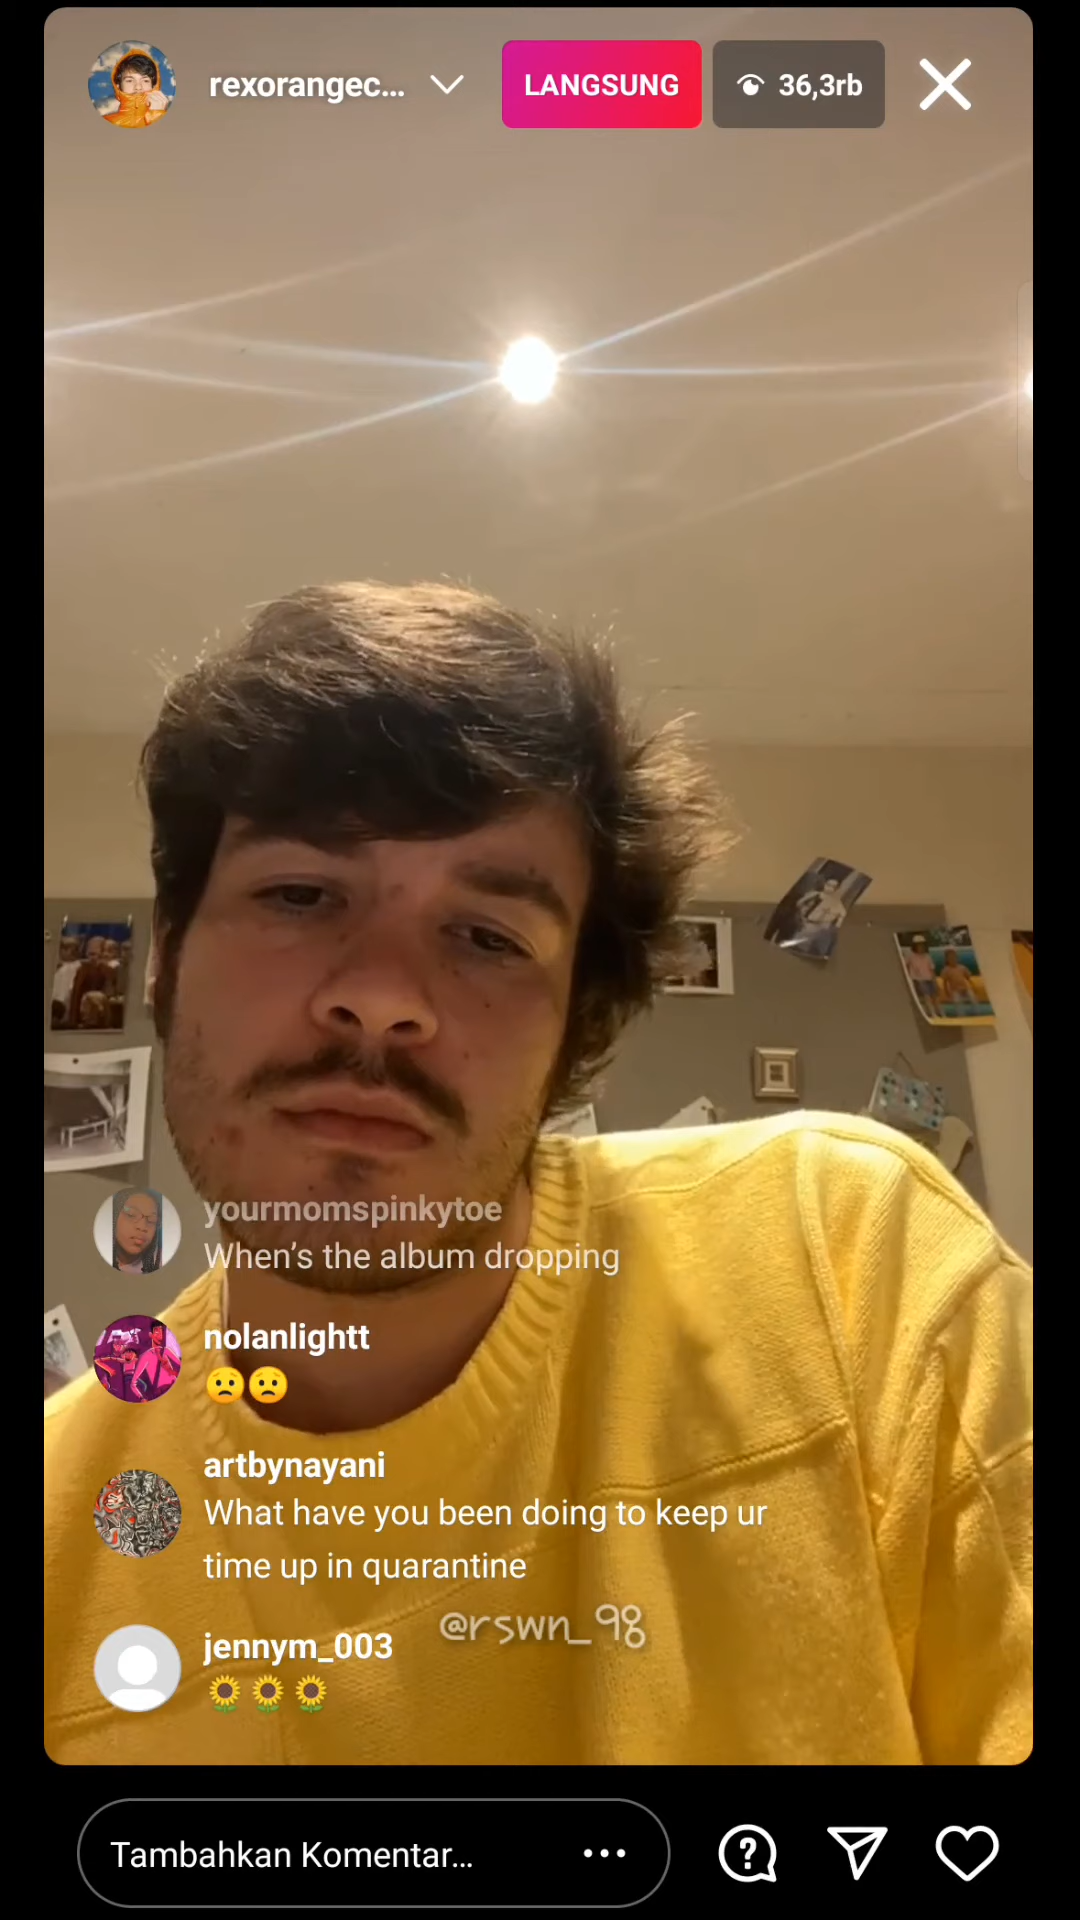 rexorangec...
LANGSUNG
36,3rb
yourmomspinkytoe
When’s the album dropping
nolanlightt
😟😟
artbynayani
What have you been doing to keep ur
time up in quarantine
@rswn_98
jennym_003
🌻🌻🌻
Tambahkan Komentar...